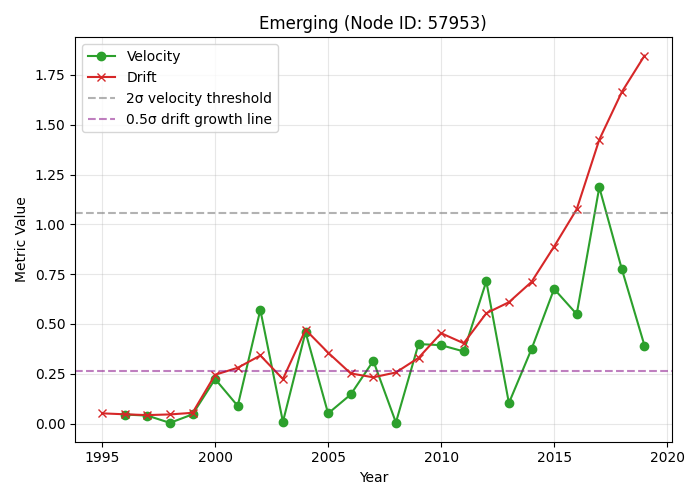 Emerging (Node ID: 57953)
Velocity
Drift
2σ velocity threshold
0.5σ drift growth line
Metric Value
1.75
1.50
1.25
1.00
0.75
0.50
0.25
0.00
1995
2000
2005
2010
2015
2020
Year